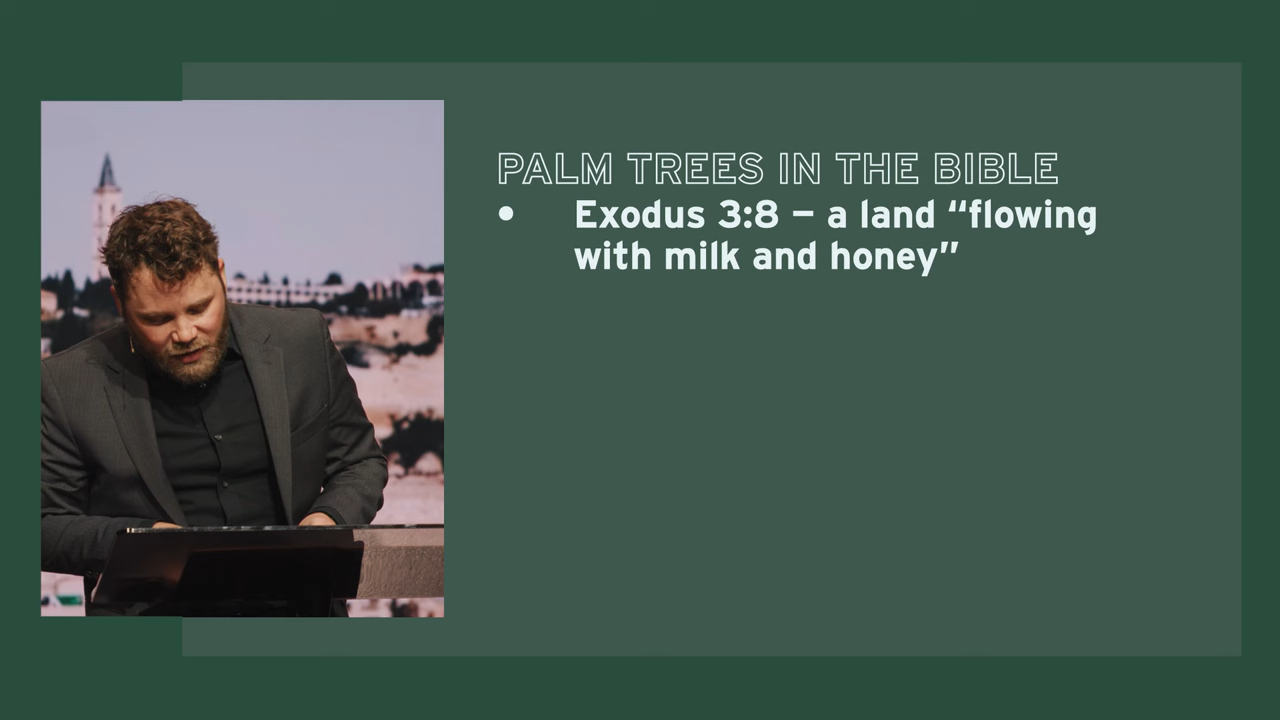 PALM TREES IN THE BIBLE
• Exodus 3:8 – a land “flowing
with milk and honey”